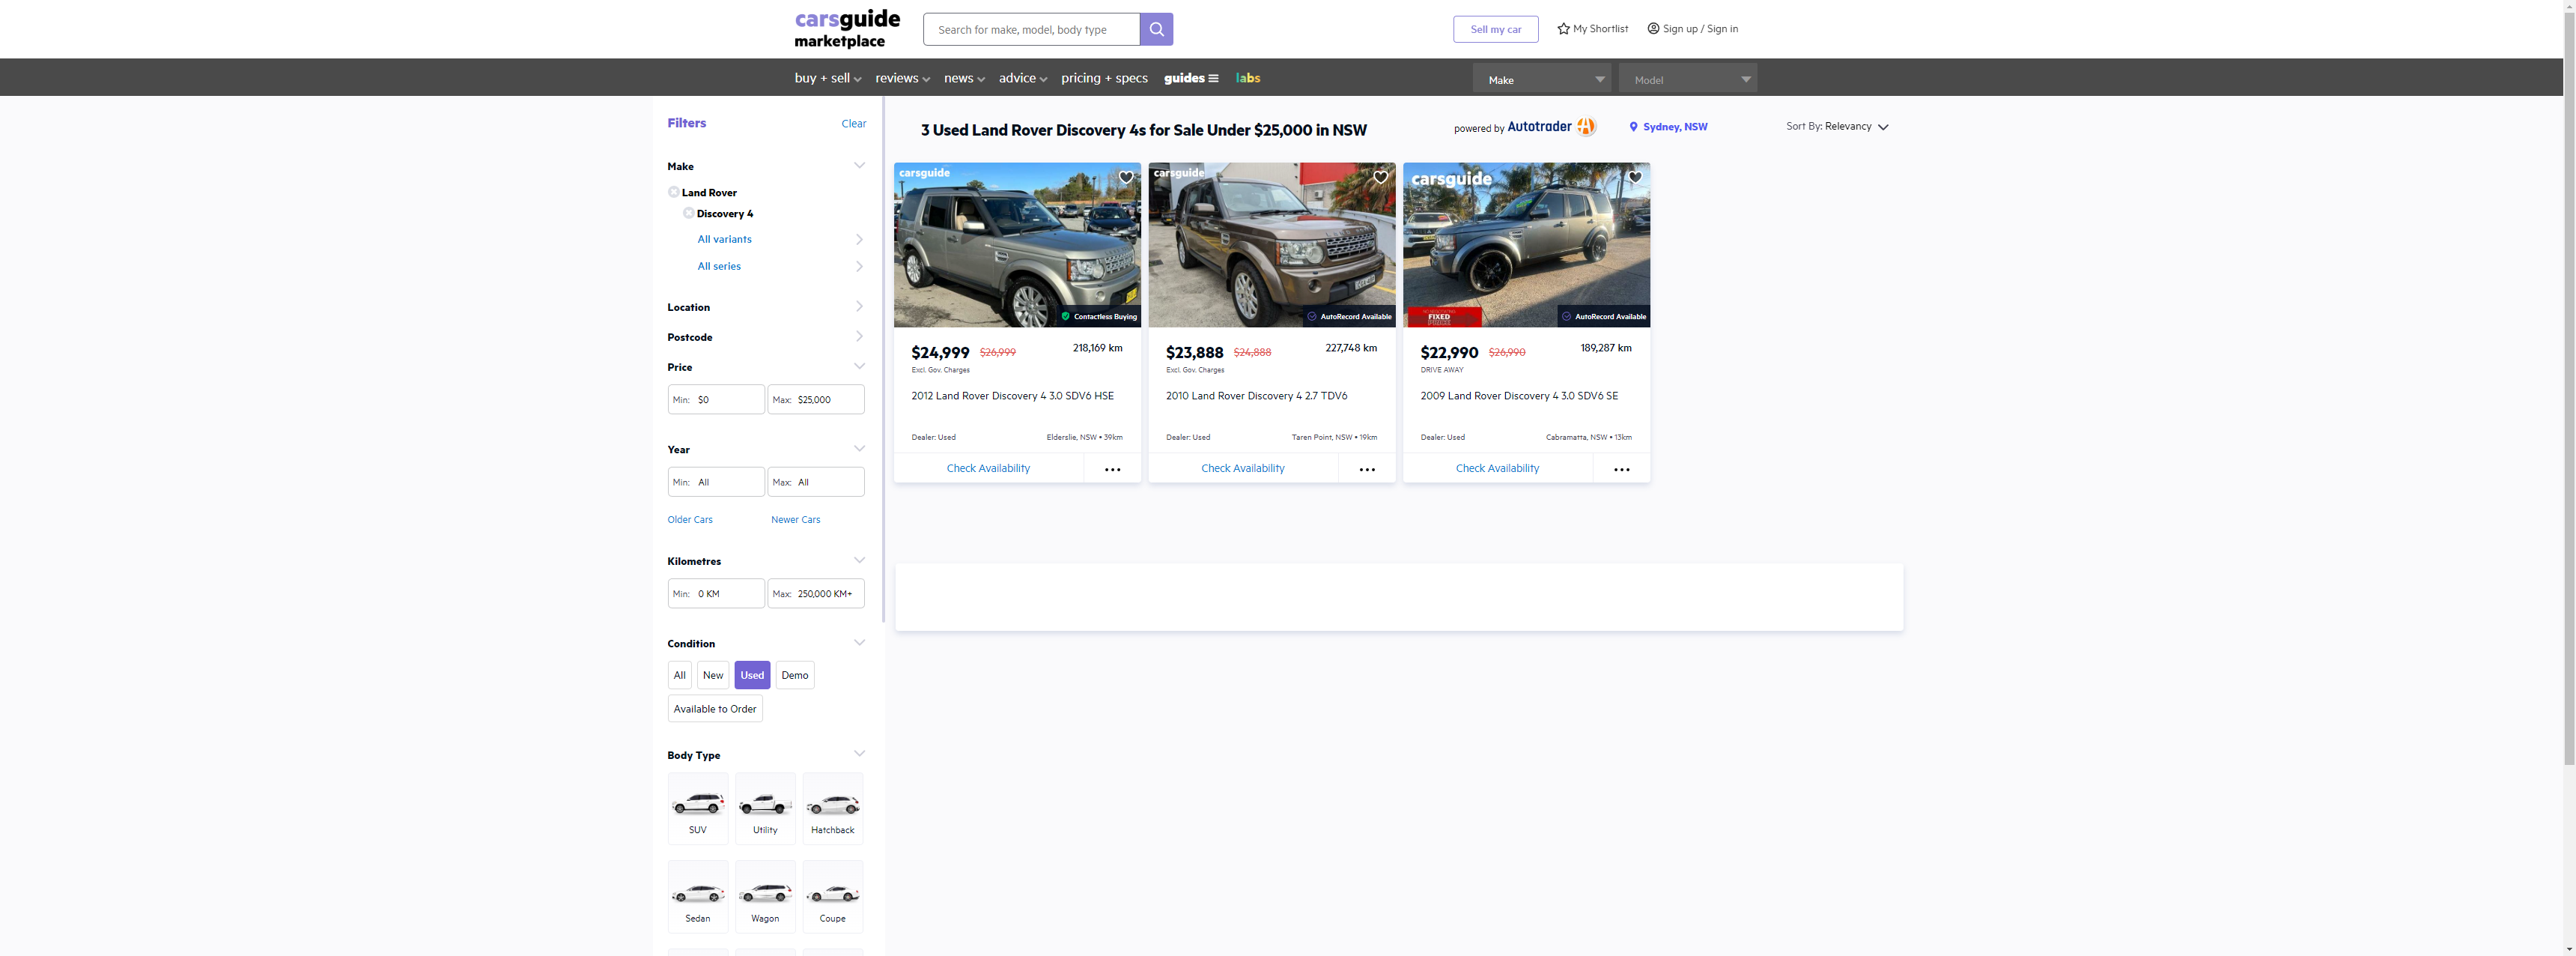 carsguide
marketplace
Search for make, model, body type
Sell my car
My Shortlist
Sign up / Sign in
buy + sell
reviews
news
advice
pricing + specs
guides
labs
Make
Model
Filters
Clear
Make
Land Rover
Discovery 4
All variants
All series
Location
Postcode
Price
Min: $0
Max: $25,000
Year
Min: All
Max: All
Older Cars
Newer Cars
Kilometres
Min: 0 KM
Max: 250,000 KM+
Condition
All
New
Used
Demo
Available to Order
Body Type
SUV
Utility
Hatchback
Sedan
Wagon
Coupe
3 Used Land Rover Discovery 4s for Sale Under $25,000 in NSW
powered by Autotrader
Sydney, NSW
Sort By: Relevancy
carsguide
Contactless Buying
$24,999 $26,999
218,169 km
Excl. Gov. Charges
2012 Land Rover Discovery 4 3.0 SDV6 HSE
Dealer: Used
Elderslie, NSW • 39km
Check Availability
carsguide
AutoRecord Available
$23,888 $24,888
227,748 km
Excl. Gov. Charges
2010 Land Rover Discovery 4 2.7 TDV6
Dealer: Used
Taren Point, NSW • 19km
Check Availability
carsguide
FIXED
AutoRecord Available
$22,990 $26,990
189,287 km
DRIVE AWAY
2009 Land Rover Discovery 4 3.0 SDV6 SE
Dealer: Used
Cabramatta, NSW • 13km
Check Availability